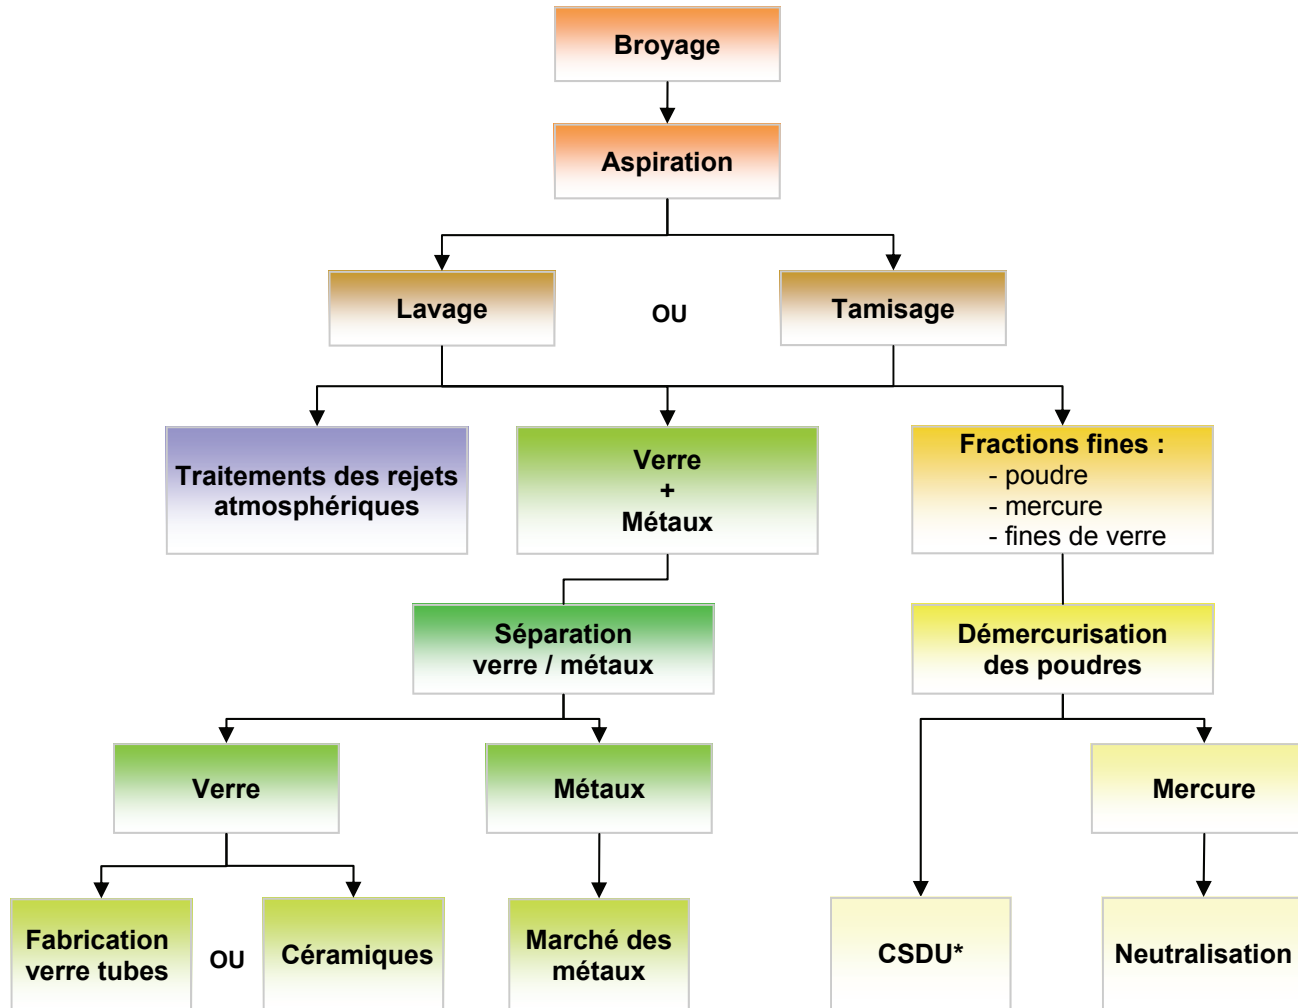 Broyage
Aspiration
Lavage
OU
Tamisage
Traitements des rejets
atmosphériques
Verre
+
Métaux
Fractions fines :
- poudre
- mercure
- fines de verre
Séparation
verre / métaux
Démercurisation
des poudres
Verre
Métaux
Mercure
Fabrication
verre tubes
OU
Céramiques
Marché des
métaux
CSDU*
Neutralisation